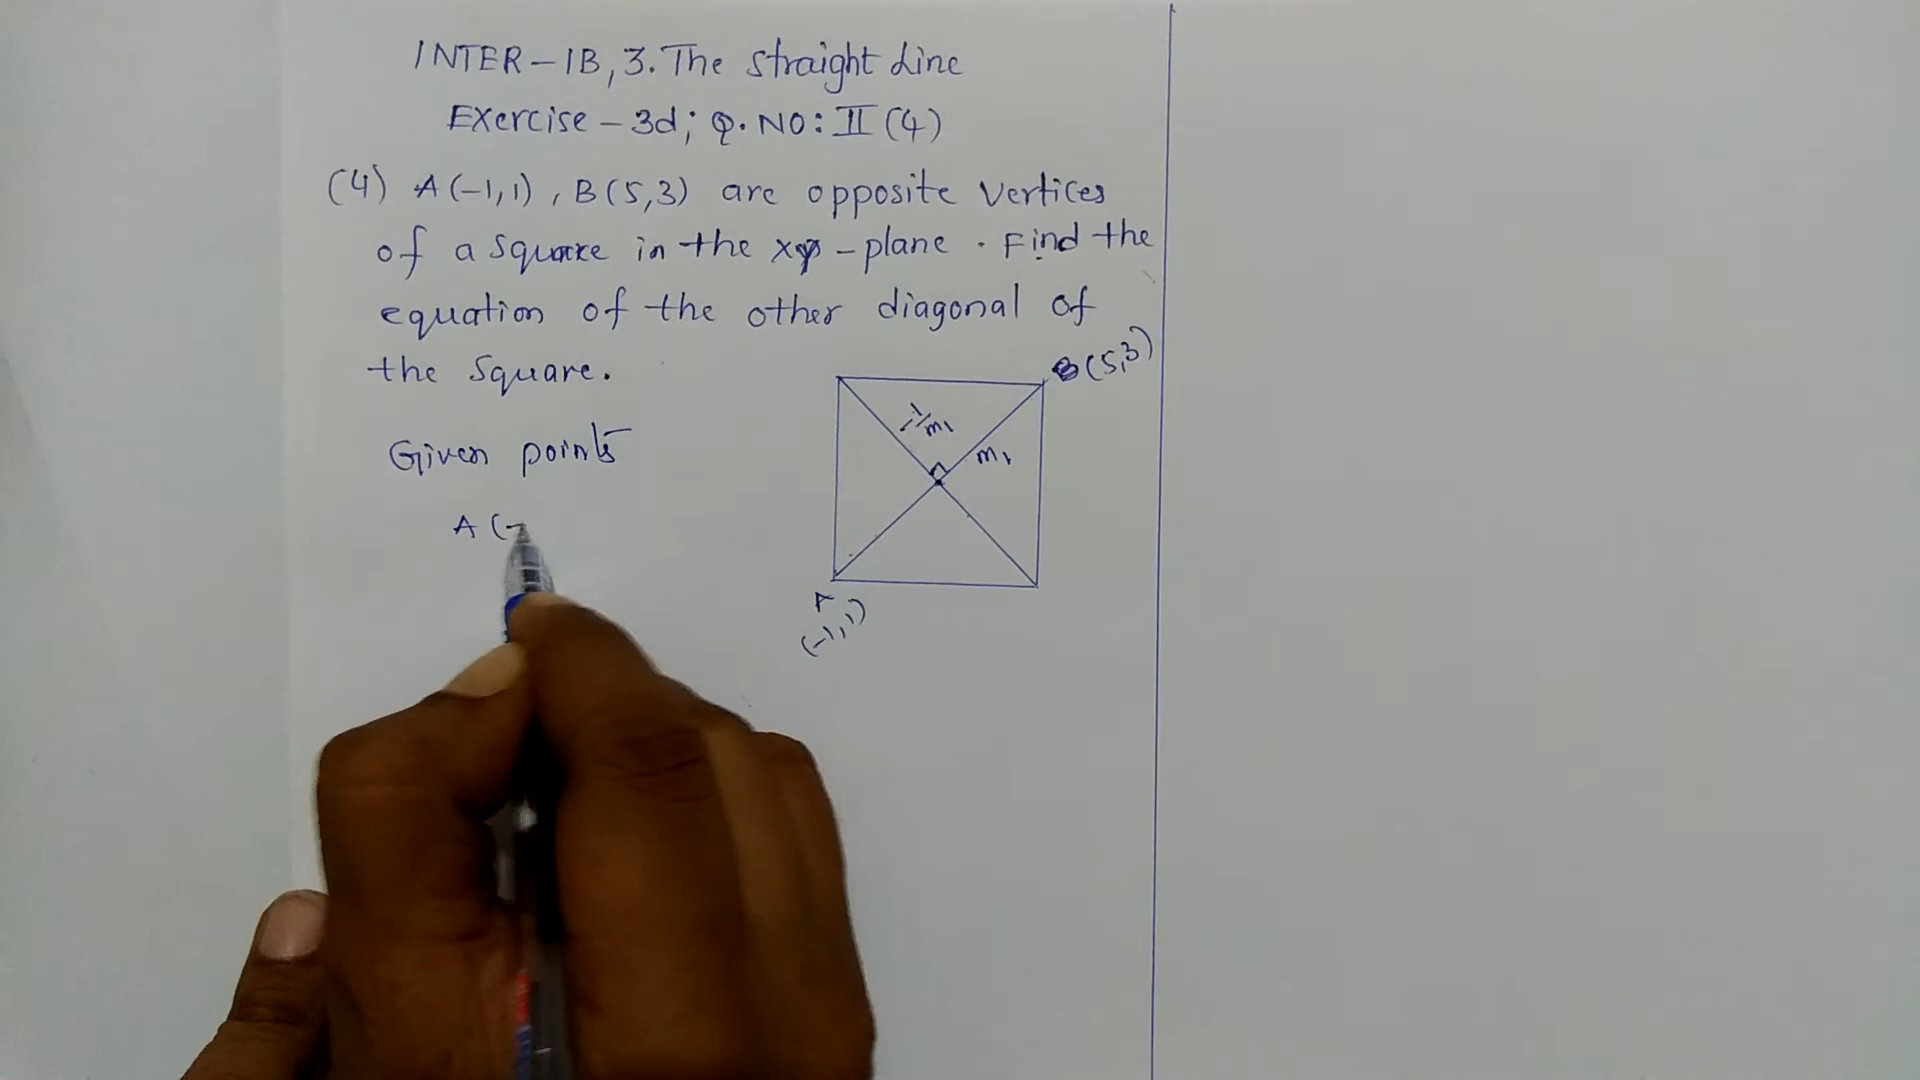 INTER-IB, 3. The Straight Line
Exercise - 3d; Q. NO: II (4)
(4) A(-1,1), B(5,3) are opposite vertices
of a square in the xy-plane. Find the
equation of the other diagonal of
the Square.
B(5,3)
-1/m₁
m₁
Given points
A (-
A
(-1,1)